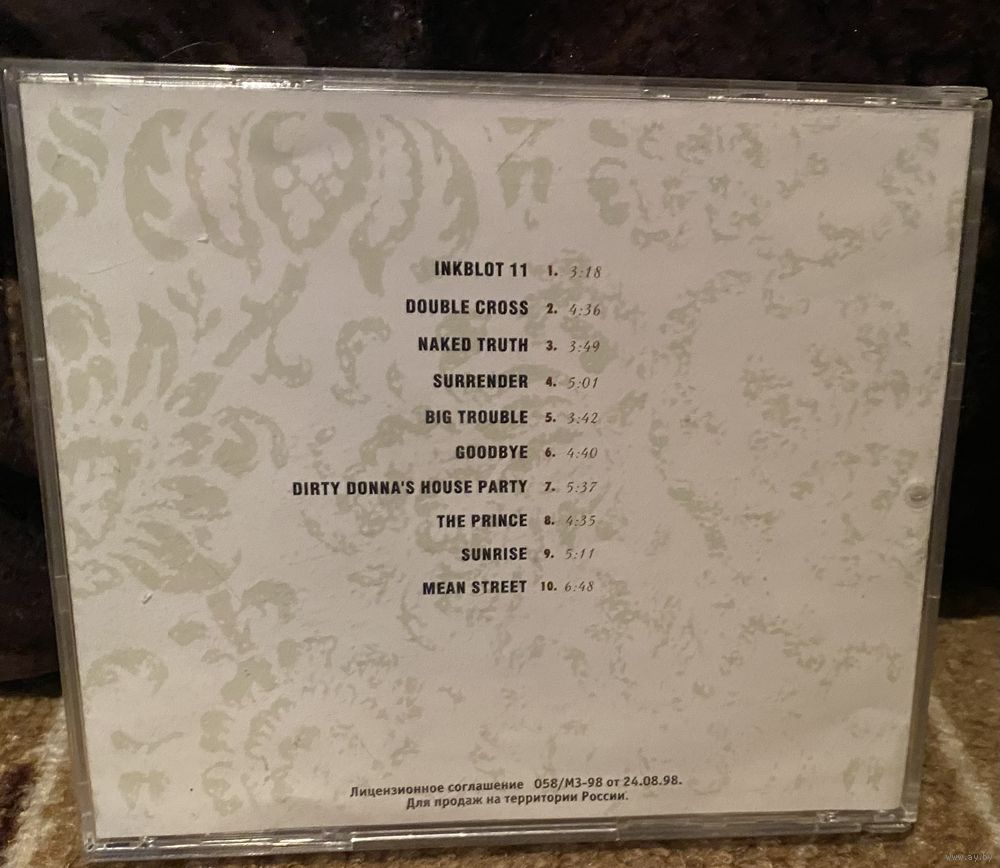 INKBLOT 11 1. 3:18
DOUBLE CROSS 2. 4:36
NAKED TRUTH 3. 3:49
SURRENDER 4. 5:01
BIG TROUBLE 5. 3:42
GOODBYE 6. 4:40
DIRTY DONNA'S HOUSE PARTY 7. 5:37
THE PRINCE 8. 4:35
SUNRISE 9. 5:11
MEAN STREET 10. 6:48
Лицензионное соглашение 058/МЗ-98 от 24.08.98.
Для продаж на территории России.
www.ay.by